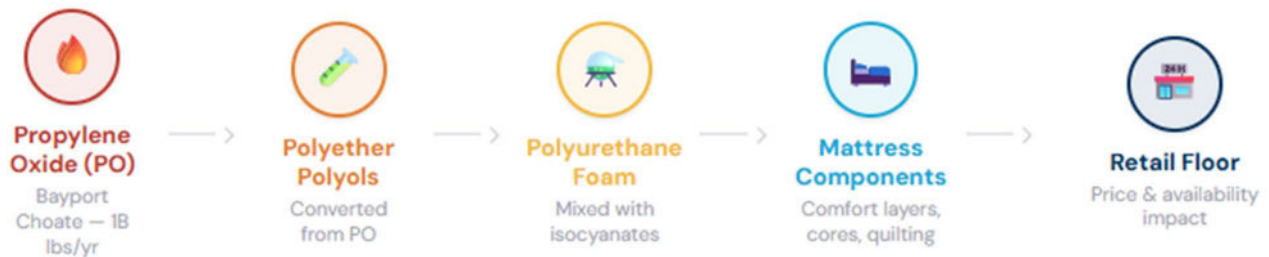 Propylene
Oxide (PO)
Bayport
Choate — 1B
lbs/yr
Polyether
Polyols
Converted
from PO
Polyurethane
Foam
Mixed with
isocyanates
Mattress
Components
Comfort layers,
cores, quilting
24H
Retail Floor
Price & availability
impact